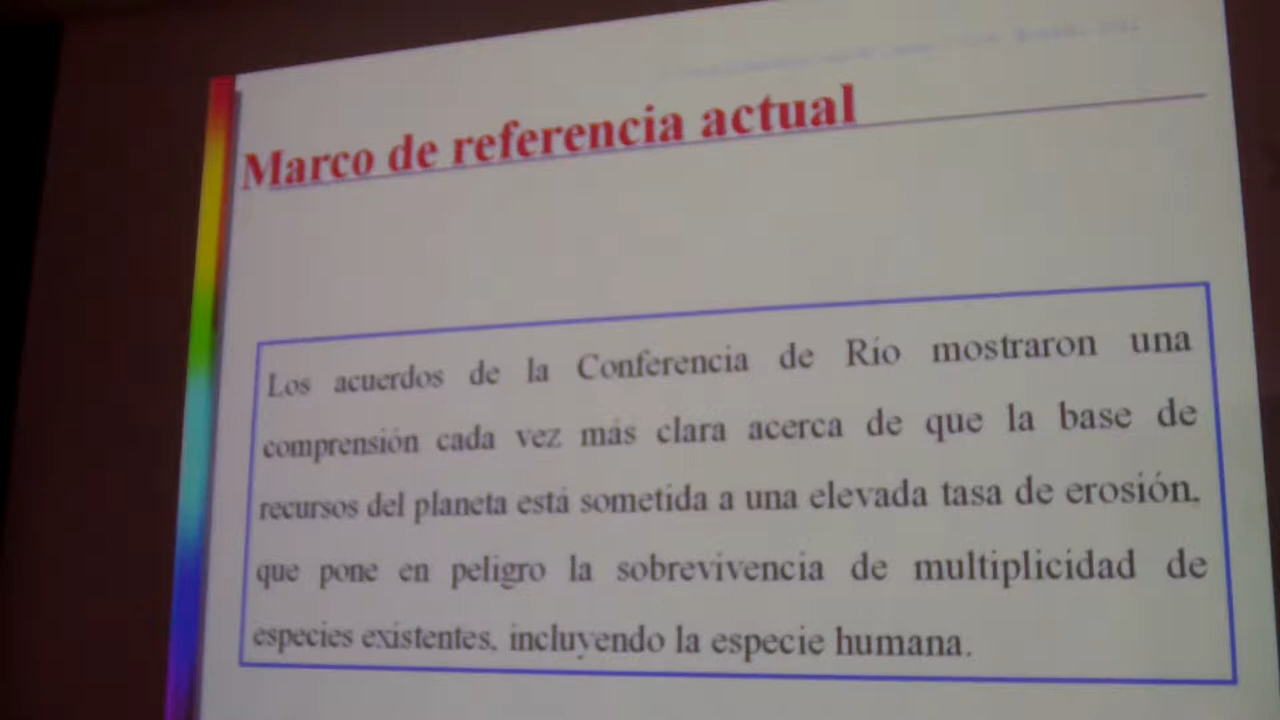 Marco de referencia actual
Los acuerdos de la Conferencia de Río mostraron una
comprensión cada vez más clara acerca de que la base de
recursos del planeta está sometida a una elevada tasa de erosión,
que pone en peligro la sobrevivencia de multiplicidad de
especies existentes, incluyendo la especie humana.